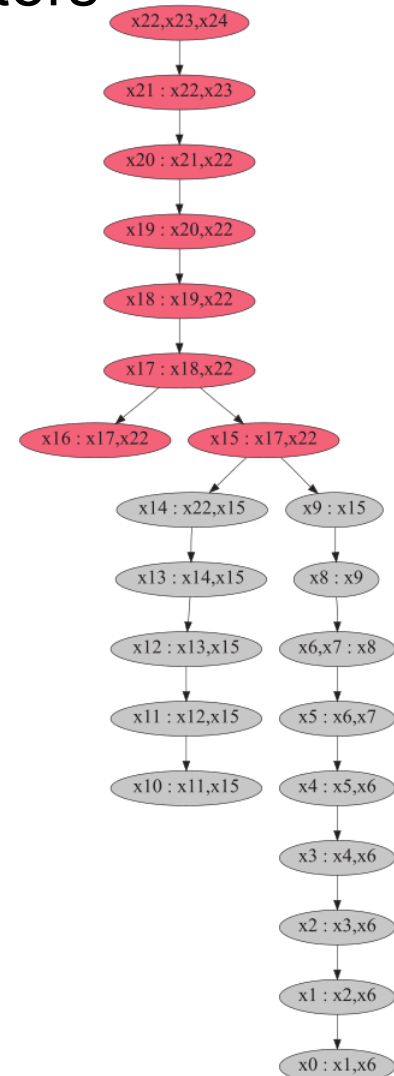 x22,x23,x24
x21 : x22,x23
x20 : x21,x22
x19 : x20,x22
x18 : x19,x22
x17 : x18,x22
x16 : x17,x22
x15 : x17,x22
x14 : x22,x15
x9 : x15
x13 : x14,x15
x8 : x9
x12 : x13,x15
x6,x7 : x8
x11 : x12,x15
x5 : x6,x7
x10 : x11,x15
x4 : x5,x6
x3 : x4,x6
x2 : x3,x6
x1 : x2,x6
x0 : x1,x6